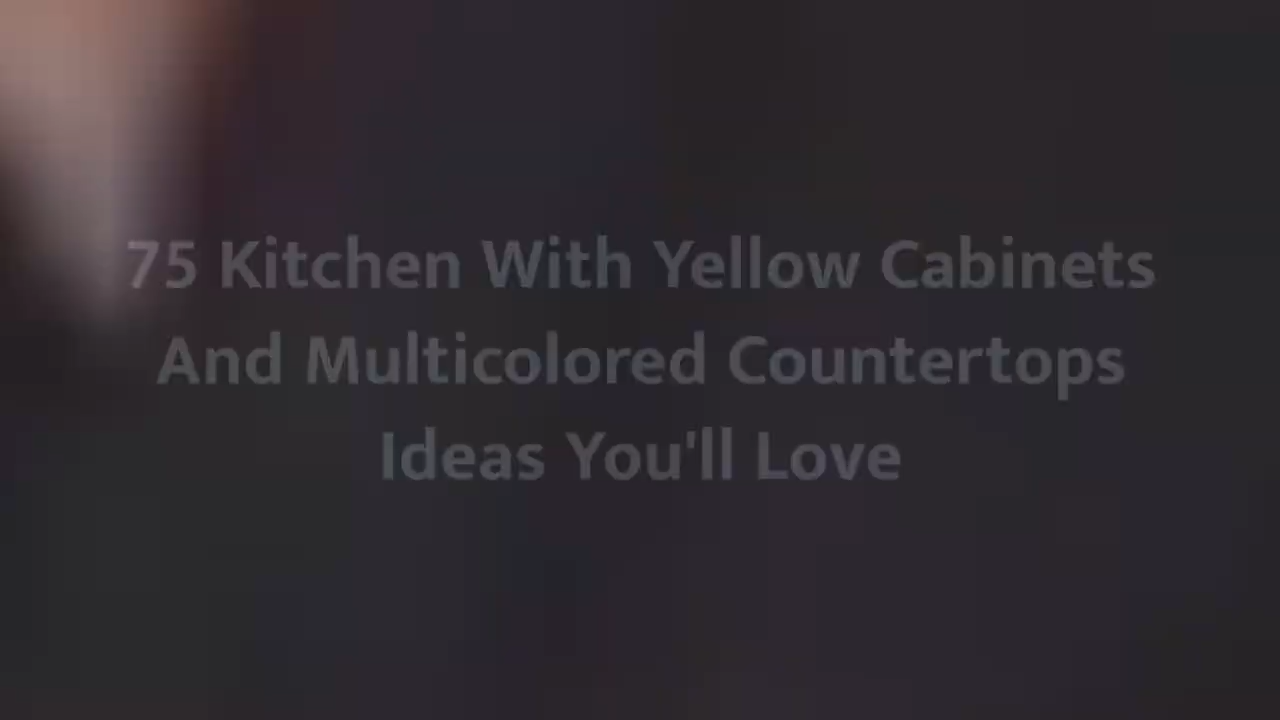 75 Kitchen With Yellow Cabinets
And Multicolored Countertops
Ideas You'll Love